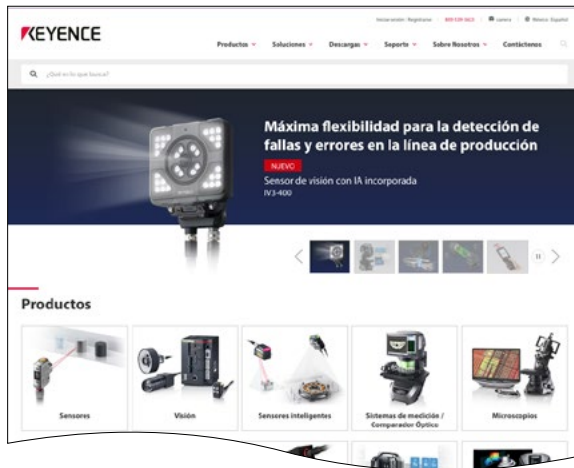 KEYENCE
Iniciar sesión / Registrarse
800-539-3623
carrera
México: Español
Productos
Soluciones
Descargas
Soporte
Sobre Nosotros
Contáctenos
¿Qué es lo que busca?
Máxima flexibilidad para la detección de
fallas y errores en la línea de producción
NUEVO
Sensor de visión con IA incorporada
IV3-400
Productos
Sensores
Visión
Sensores inteligentes
Sistemas de medición /
Comparador Óptico
Microscopios